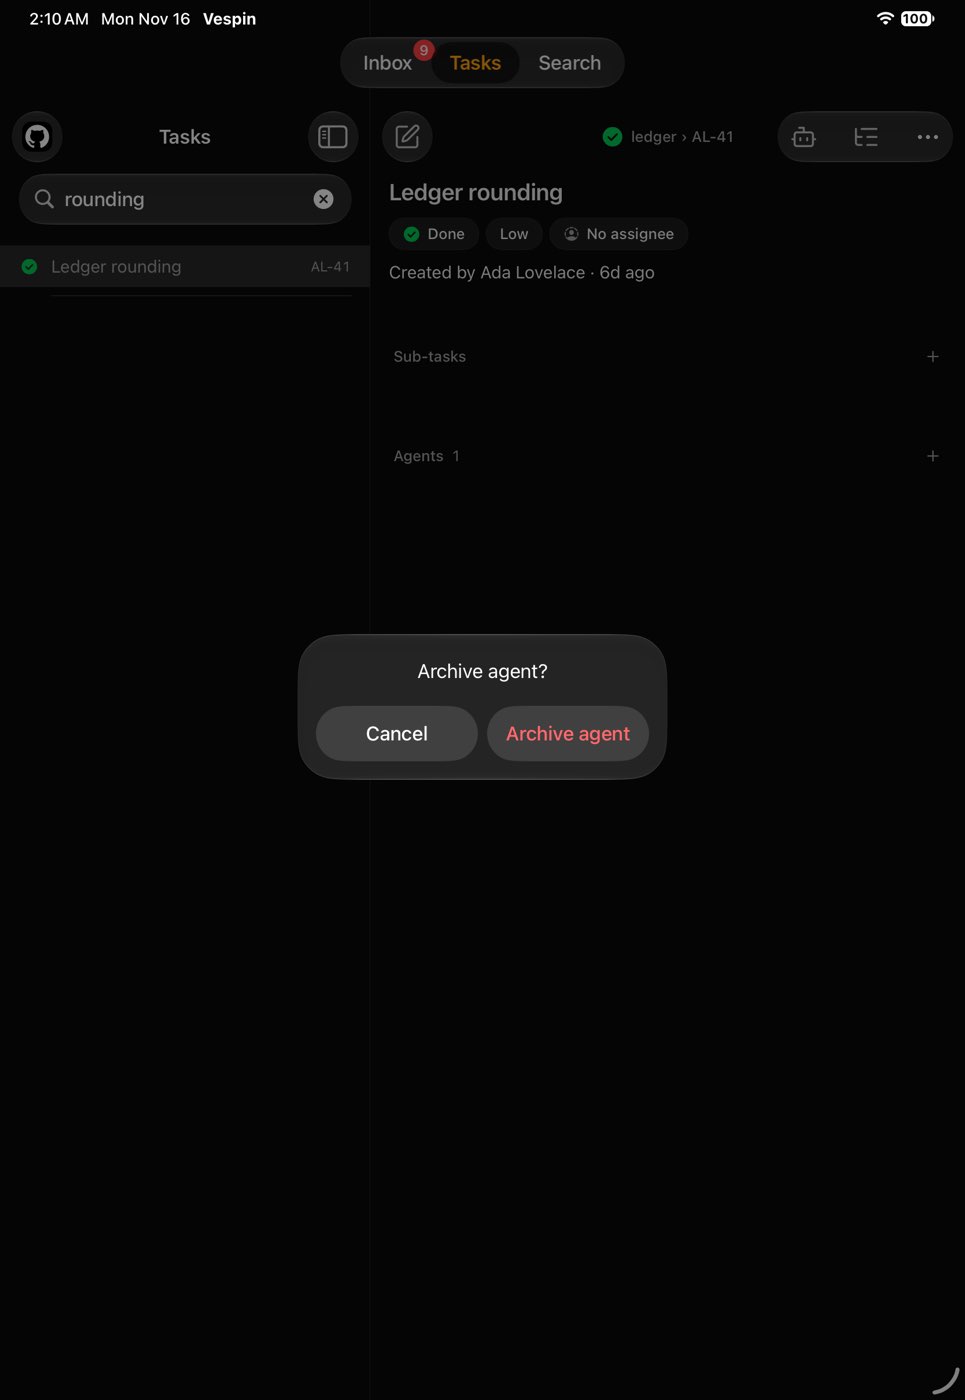 2:10 AM Mon Nov 16 Vespin
100
Inbox 9 Tasks Search
Tasks
ledger › AL-41
rounding
Ledger rounding AL-41
Ledger rounding
Done Low No assignee
Created by Ada Lovelace · 6d ago
Sub-tasks +
Agents 1 +
Archive agent?
Cancel Archive agent